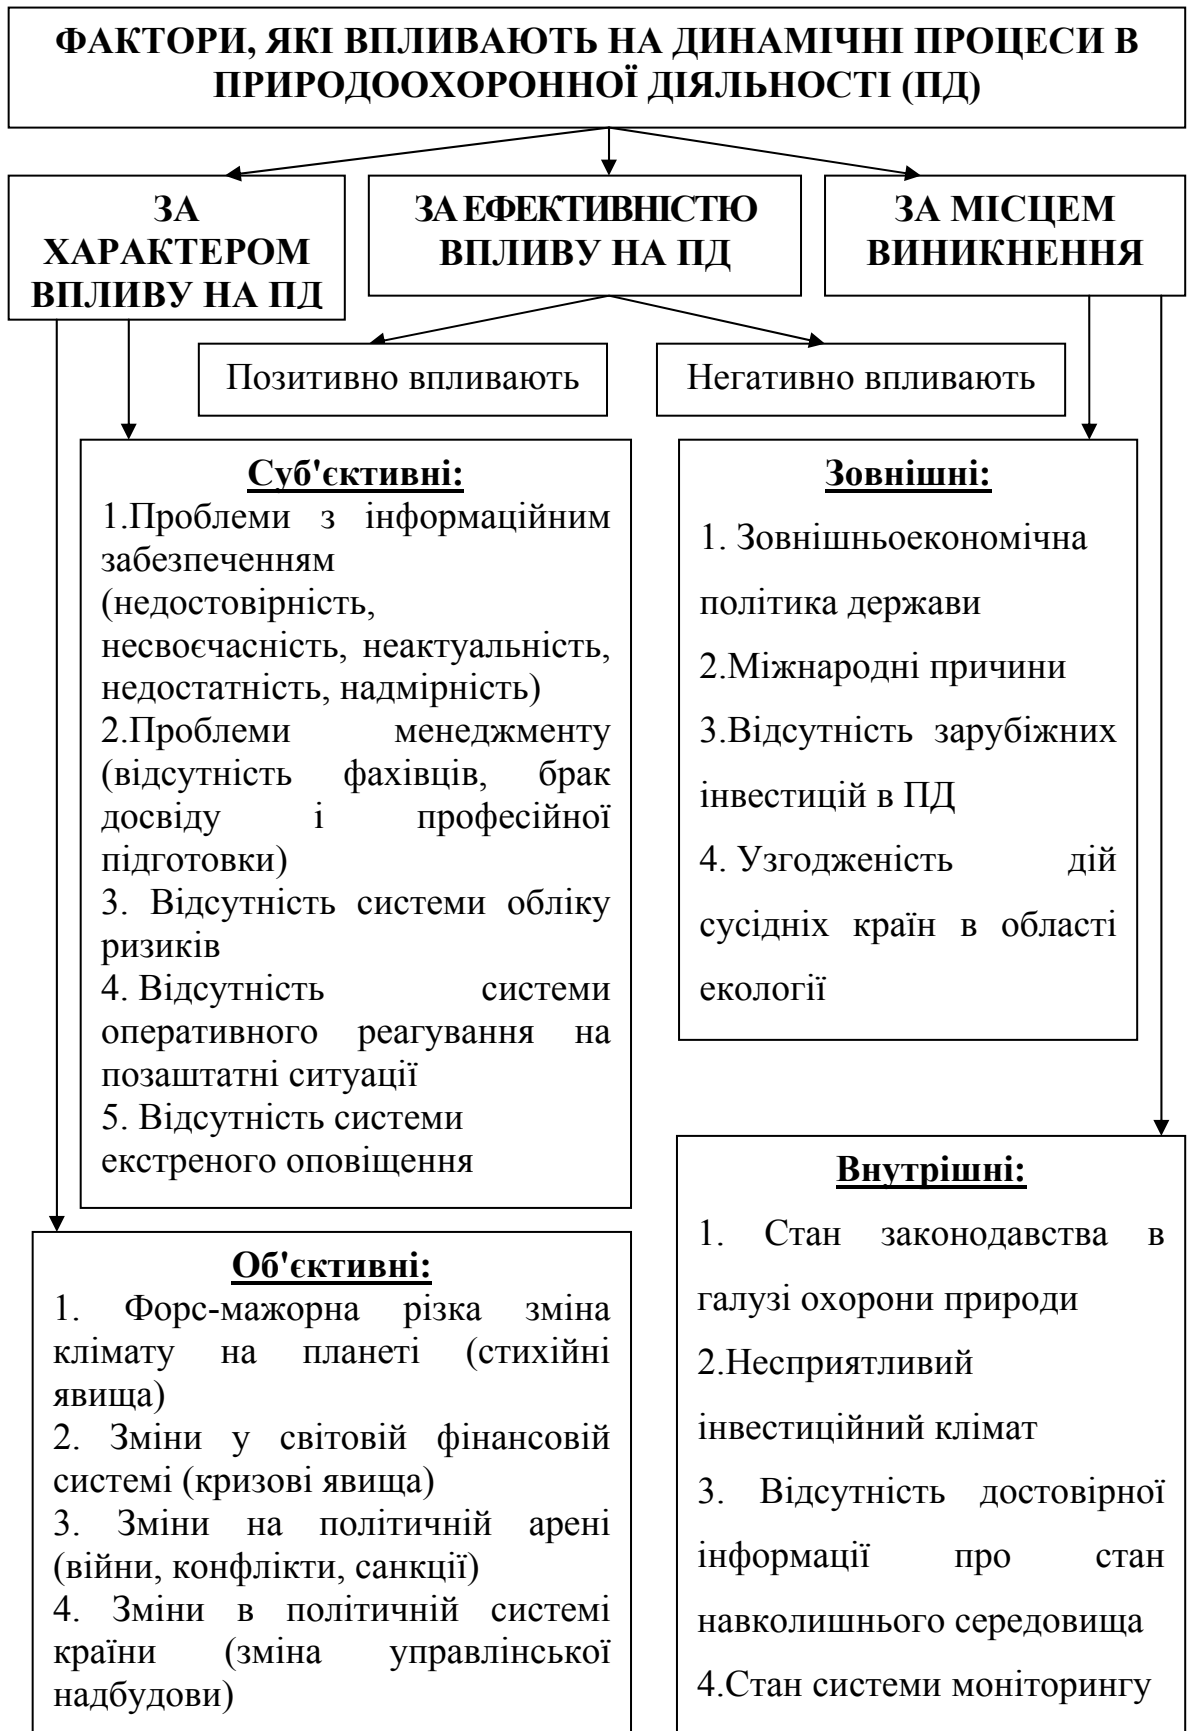 ФАКТОРИ, ЯКІ ВПЛИВАЮТЬ НА ДИНАМІЧНІ ПРОЦЕСИ В
ПРИРОДООХОРОННОЇ ДІЯЛЬНОСТІ (ПД)
ЗА
ХАРАКТЕРОМ
ВПЛИВУ НА ПД
ЗА ЕФЕКТИВНІСТЮ
ВПЛИВУ НА ПД
ЗА МІСЦЕМ
ВИНИКНЕННЯ
Позитивно впливають
Негативно впливають
Суб'єктивні:
1.Проблеми з інформаційним
забезпеченням
(недостовірність,
несвоєчасність, неактуальність,
недостатність, надмірність)
2.Проблеми менеджменту
(відсутність фахівців, брак
досвіду і професійної
підготовки)
3. Відсутність системи обліку
ризиків
4. Відсутність системи
оперативного реагування на
позаштатні ситуації
5. Відсутність системи
екстреного оповіщення
Зовнішні:
1. Зовнішньоекономічна
політика держави
2.Міжнародні причини
3.Відсутність зарубіжних
інвестицій в ПД
4. Узгодженість дій
сусідніх країн в області
екології
Об'єктивні:
1. Форс-мажорна різка зміна
клімату на планеті (стихійні
явища)
2. Зміни у світовій фінансовій
системі (кризові явища)
3. Зміни на політичній арені
(війни, конфлікти, санкції)
4. Зміни в політичній системі
країни (зміна управлінської
надбудови)
Внутрішні:
1. Стан законодавства в
галузі охорони природи
2.Несприятливий
інвестиційний клімат
3. Відсутність достовірної
інформації про стан
навколишнього середовища
4.Стан системи моніторингу